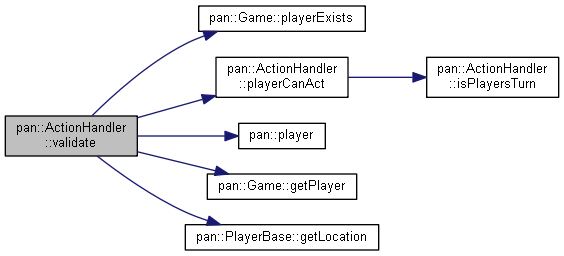 pan::Game::playerExists
pan::ActionHandler
::playerCanAct
pan::ActionHandler
::isPlayersTurn
pan::ActionHandler
::validate
pan::player
pan::Game::getPlayer
pan::PlayerBase::getLocation